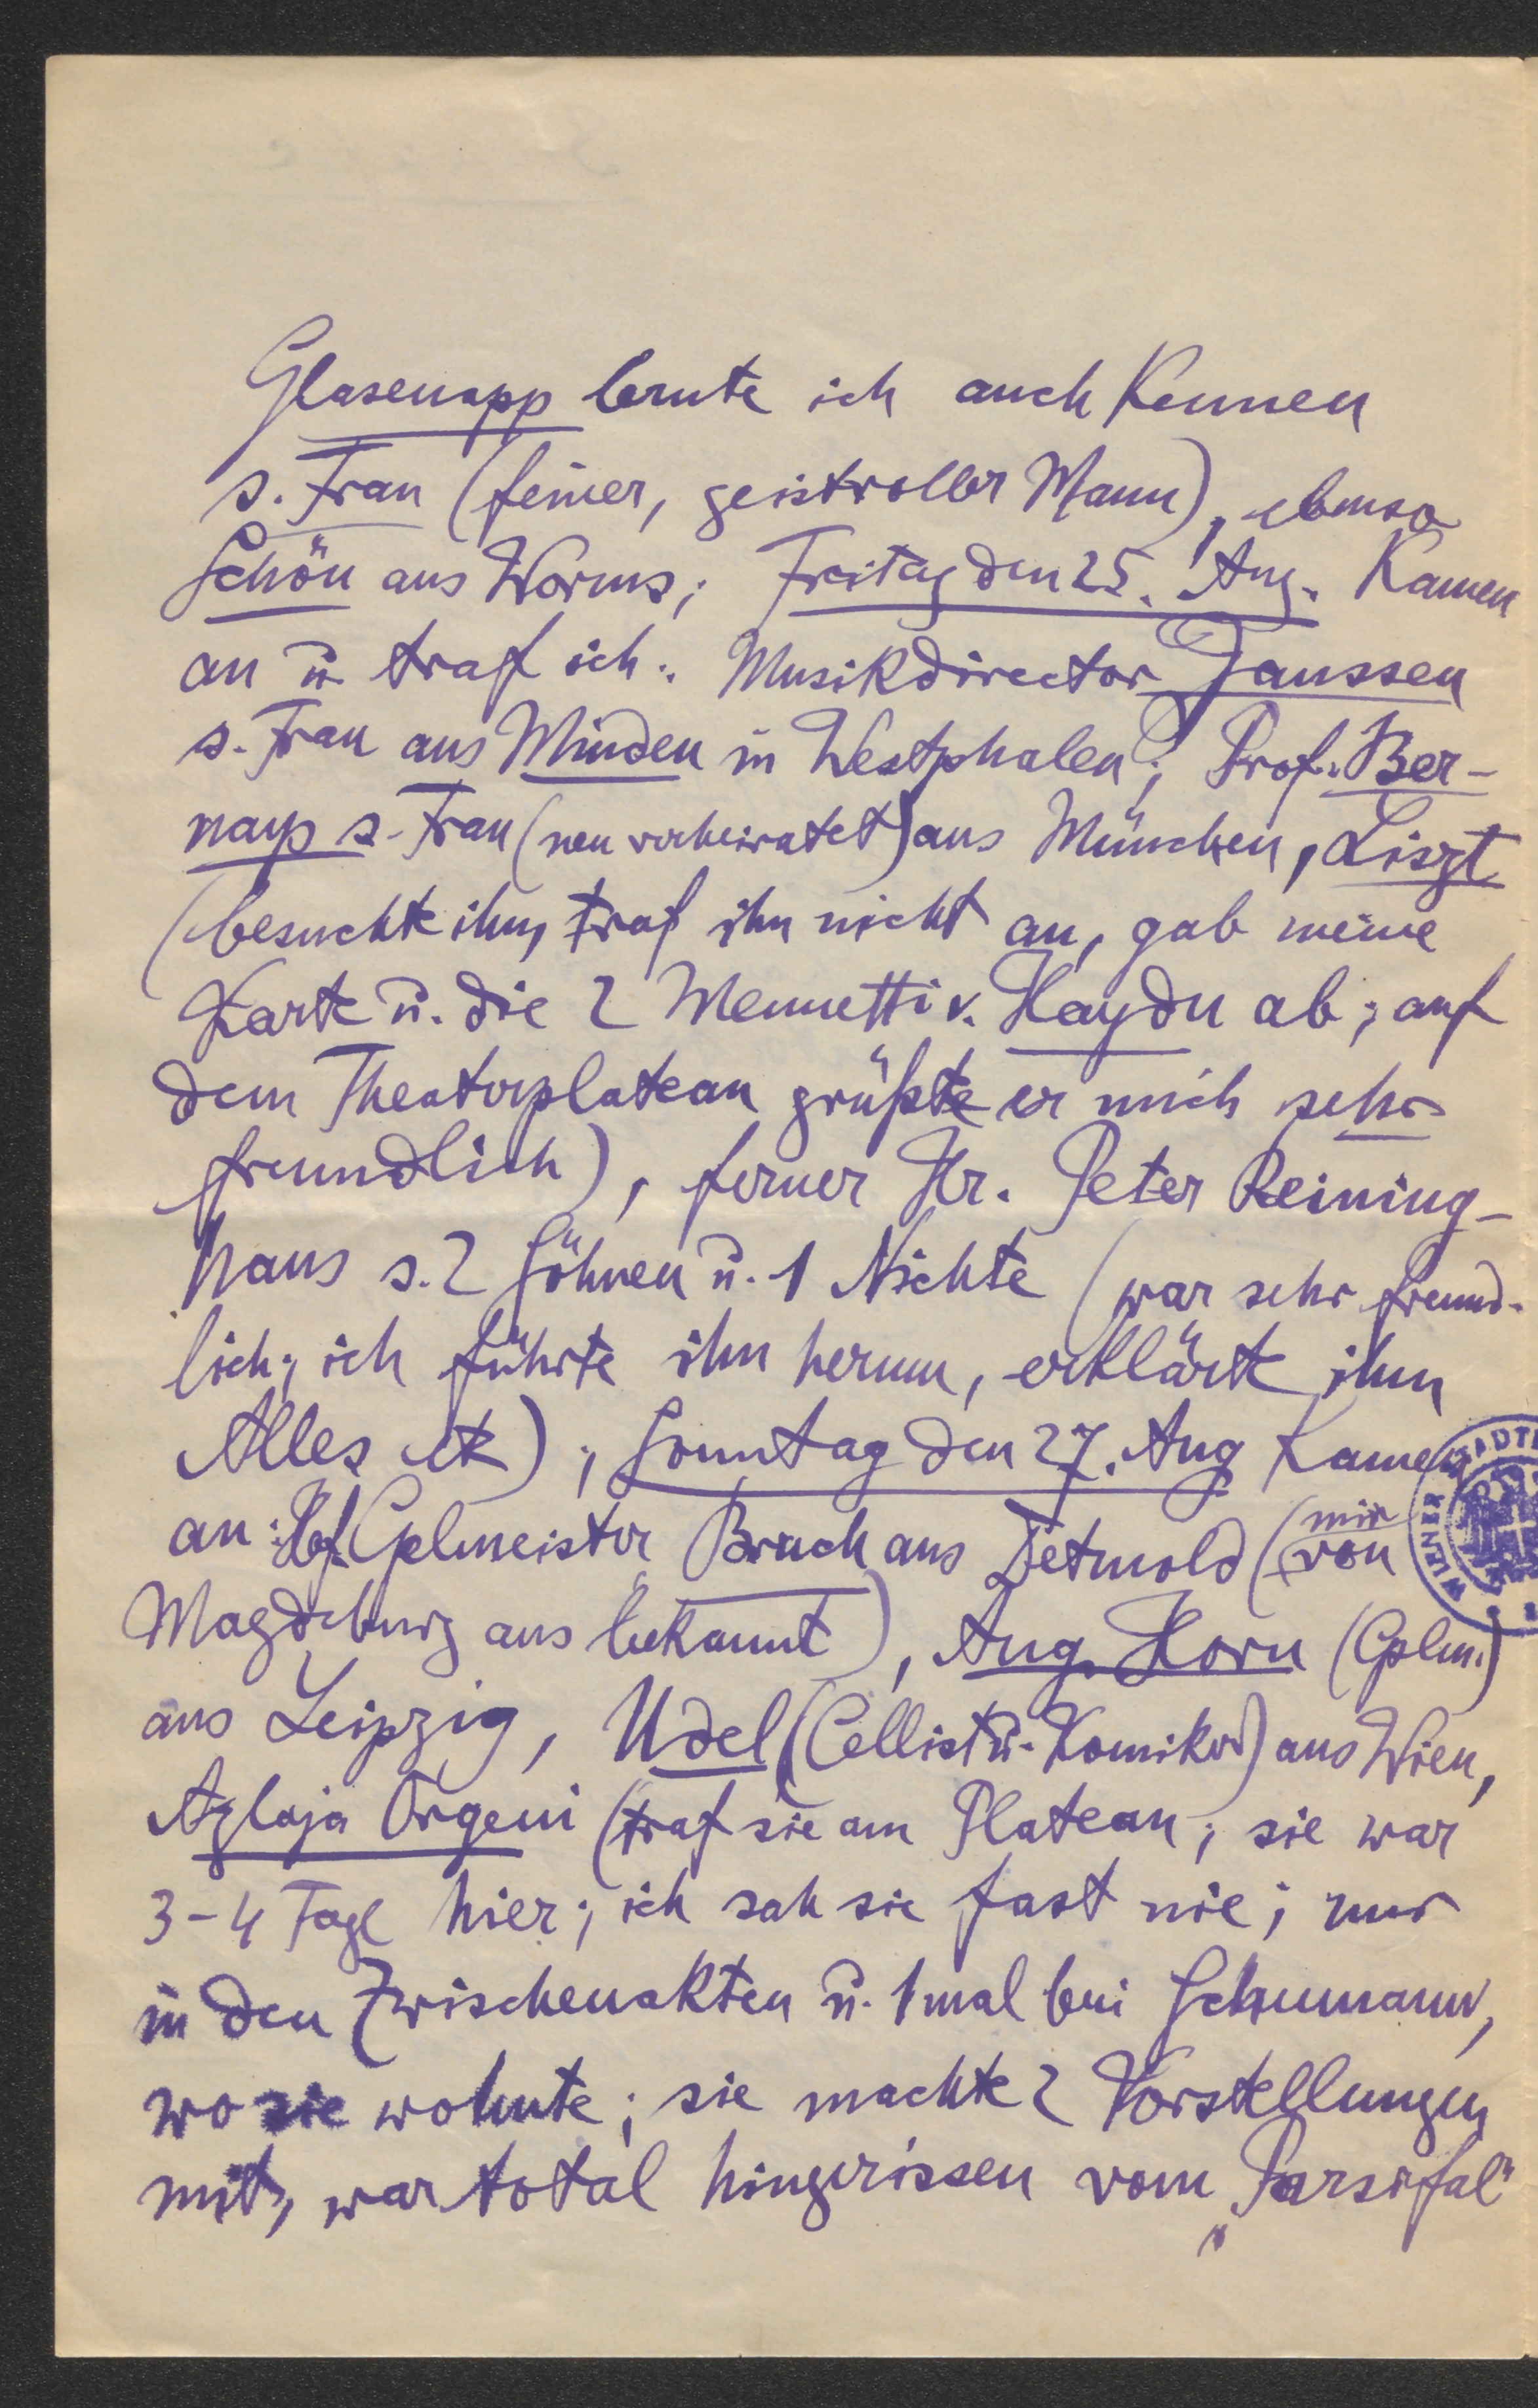 Glasenapp lernte ich auch Kennen
s. Frau (feiner, geistvoller Mann), ebenso
Schön aus Worms; Freitag den 25. Aug. Kamen
an u. traf ich: Musikdirector Janssen
s. Frau aus Minden in Westphalen; Prof. Ber-
nays s. Frau (neu verheiratet) aus München, Liszt
(besuchte ihn, traf ihn nicht an, gab meine
Karte u. die 2 Menuetti v. Haydn ab; auf
dem Theaterplateau grüßte er mich sehr
freundlich), ferner Hr. Peter Reining-
haus s. 2 Söhnen u. 1 Nichte (war sehr freund-
lich; ich führte ihn herum, erklärte ihm
Alles etc); Sonntag den 27. Aug Kamen
an: Hof. Cplmeister Bruch aus Detmold (mir von
Magdeburg aus bekannt), Aug. Horn (Cplm.)
aus Leipzig, Udel (Cellist u. Komiker) aus Wien,
Aglaja Orgeni (traf sie am Plateau; sie war
3-4 Tage hier; ich sah sie fast nie; nur
in den Zwischenakten u. 1 mal bei Schumann,
wo sie wohnte; sie machte 2 Vorstellungen
mit, war total hingerissen vom „Parsifal"
WIENER STADT